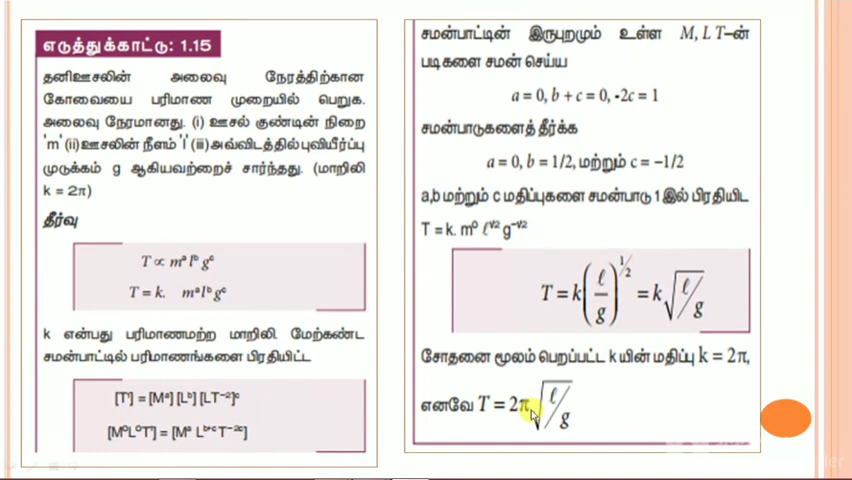 எடுத்துக்காட்டு: 1.15
தனிஊசலின் அலைவு நேரத்திற்கான
கோவையை பரிமாண முறையில் பெறுக.
அலைவு நேரமானது. (i) ஊசல் குண்டின் நிறை
'm' (ii) ஊசலின் நீளம் 'l' (iii) அவ்விடத்தில் புவியீர்ப்பு
முடுக்கம் g ஆகியவற்றைச் சார்ந்தது. (மாறிலி
k = 2π)
தீர்வு
T ∝ mᵃ lᵇ gᶜ
T = k. mᵃ lᵇ gᶜ
k என்பது பரிமாணமற்ற மாறிலி. மேற்கண்ட
சமன்பாட்டில் பரிமாணங்களை பிரதியிட்ட
[T¹] = [Mᵃ] [Lᵇ] [LT⁻²]ᶜ
[M⁰L⁰T¹] = [Mᵃ Lᵇ⁺ᶜ T⁻²ᶜ]
சமன்பாட்டின் இருபுறமும் உள்ள M, L T–ன்
படிகளை சமன் செய்ய
a = 0, b + c = 0, -2c = 1
சமன்பாடுகளைத் தீர்க்க
a = 0, b = 1/2, மற்றும் c = −1/2
a,b மற்றும் c மதிப்புகளை சமன்பாடு 1இல் பிரதியிட
T = k. m⁰ ℓ^1/2 g^−1/2
T = k(ℓ/g)^1/2 = k√(ℓ/g)
சோதனை மூலம் பெறப்பட்ட k யின் மதிப்பு k = 2π,
எனவே T = 2π√(ℓ/g)